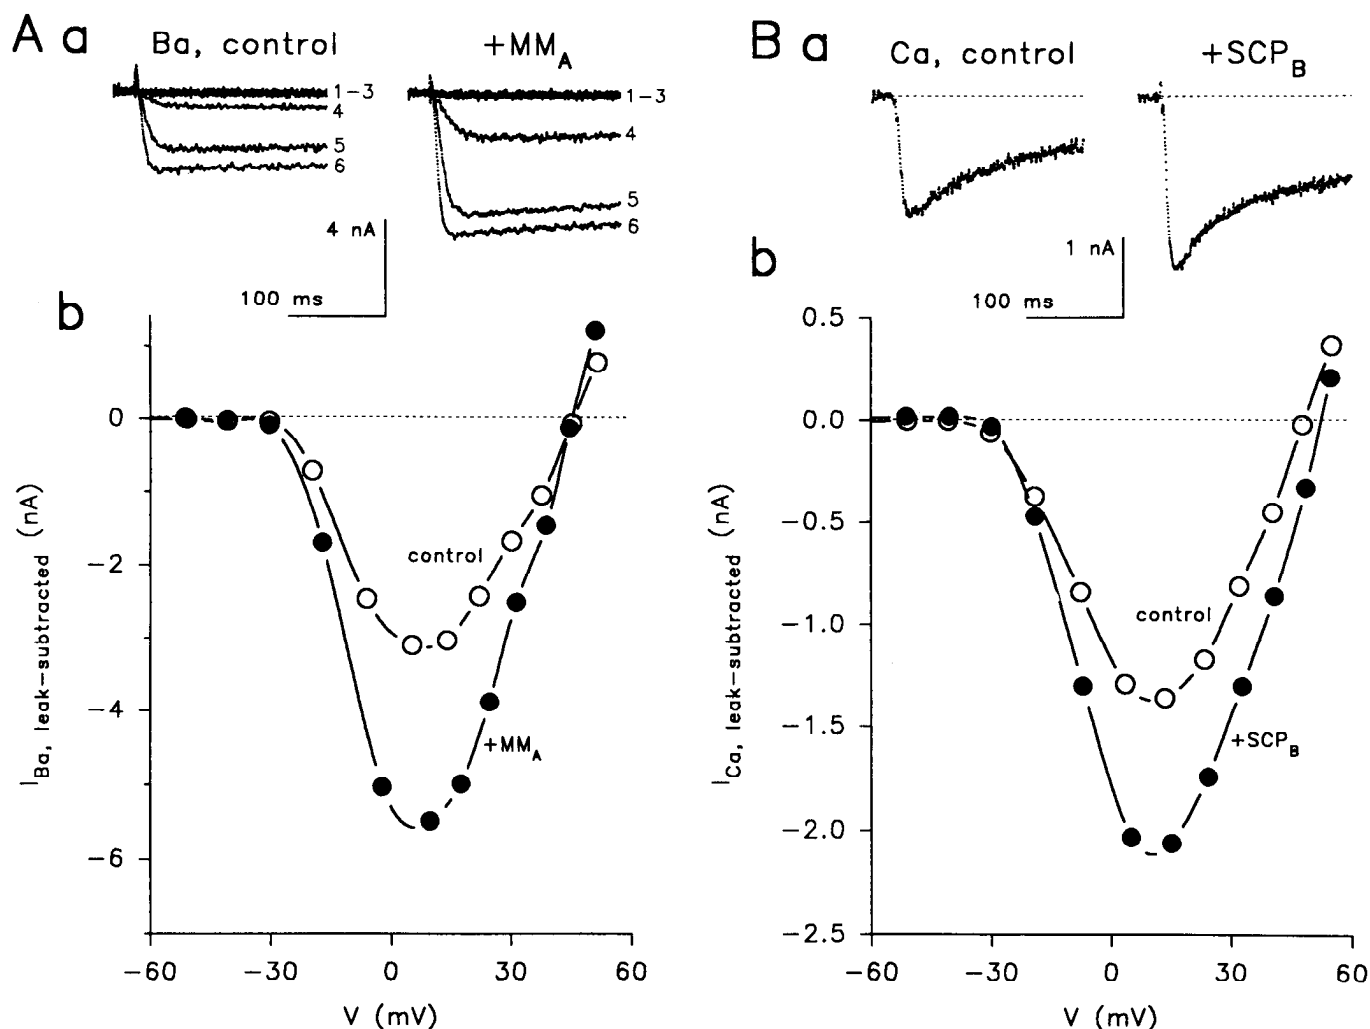 A a
Ba, control
+MM_A
1-3
4
5
6
1-3
4
5
6
4 nA
100 ms
b
0
-2
-4
-6
I_Ba, leak-subtracted (nA)
control
+MM_A
-60
-30
0
30
60
V (mV)
B a
Ca, control
+SCP_B
1 nA
100 ms
b
0.5
0.0
-0.5
-1.0
-1.5
-2.0
-2.5
I_Ca, leak-subtracted (nA)
control
+SCP_B
-60
-30
0
30
60
V (mV)